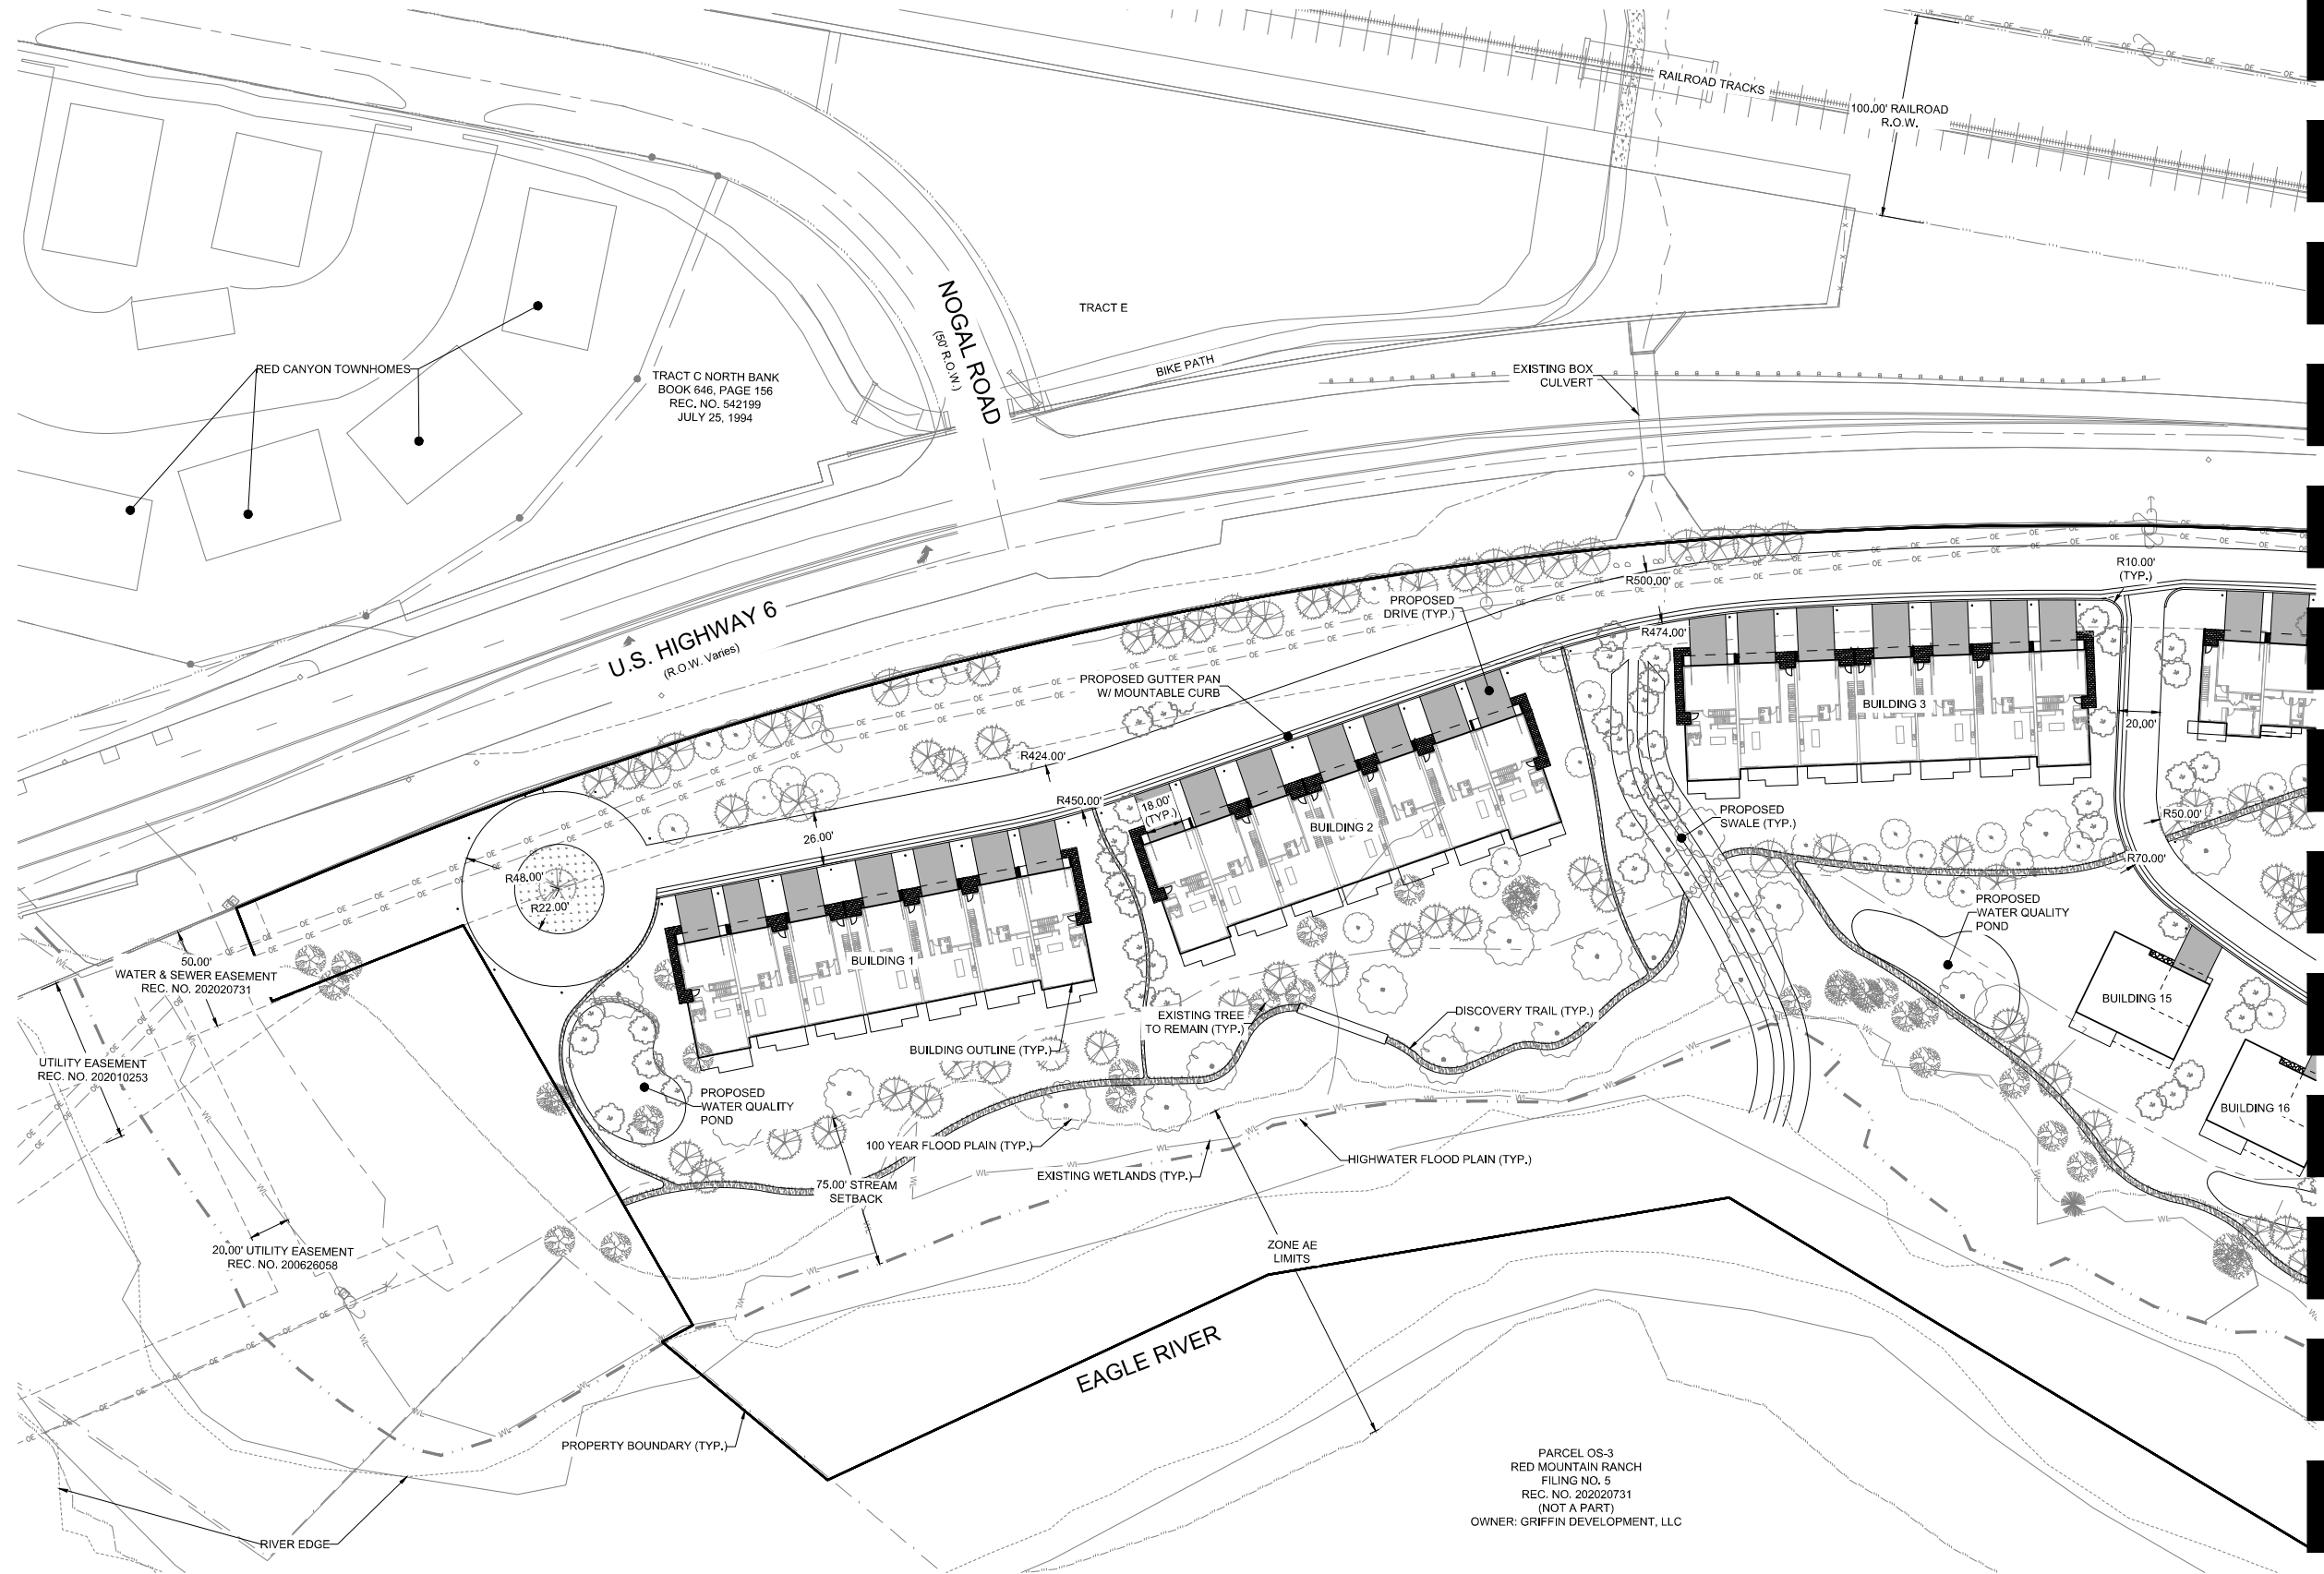 RAILROAD TRACKS
100.00' RAILROAD
R.O.W.
NOGAL ROAD
(50' R.O.W.)
TRACT E
BIKE PATH
RED CANYON TOWNHOMES
TRACT C NORTH BANK
BOOK 646, PAGE 156
REC. NO. 542199
JULY 25, 1994
EXISTING BOX
CULVERT
U.S. HIGHWAY 6
(R.O.W. Varies)
R500.00'
R10.00'
(TYP.)
PROPOSED
DRIVE (TYP.)
R474.00'
PROPOSED GUTTER PAN
W/ MOUNTABLE CURB
BUILDING 3
20.00'
R424.00'
R450.00'
18.00'
(TYP.)
BUILDING 2
PROPOSED
SWALE (TYP.)
R50.00'
26.00'
R70.00'
R48.00'
R22.00'
PROPOSED
WATER QUALITY
POND
50.00'
WATER & SEWER EASEMENT
REC. NO. 202020731
BUILDING 1
BUILDING 15
EXISTING TREE
TO REMAIN (TYP.)
DISCOVERY TRAIL (TYP.)
BUILDING OUTLINE (TYP.)
UTILITY EASEMENT
REC. NO. 202010253
PROPOSED
WATER QUALITY
POND
BUILDING 16
100 YEAR FLOOD PLAIN (TYP.)
HIGHWATER FLOOD PLAIN (TYP.)
EXISTING WETLANDS (TYP.)
75.00' STREAM
SETBACK
20.00' UTILITY EASEMENT
REC. NO. 200626058
ZONE AE
LIMITS
EAGLE RIVER
PROPERTY BOUNDARY (TYP.)
PARCEL OS-3
RED MOUNTAIN RANCH
FILING NO. 5
REC. NO. 202020731
(NOT A PART)
OWNER: GRIFFIN DEVELOPMENT, LLC
RIVER EDGE